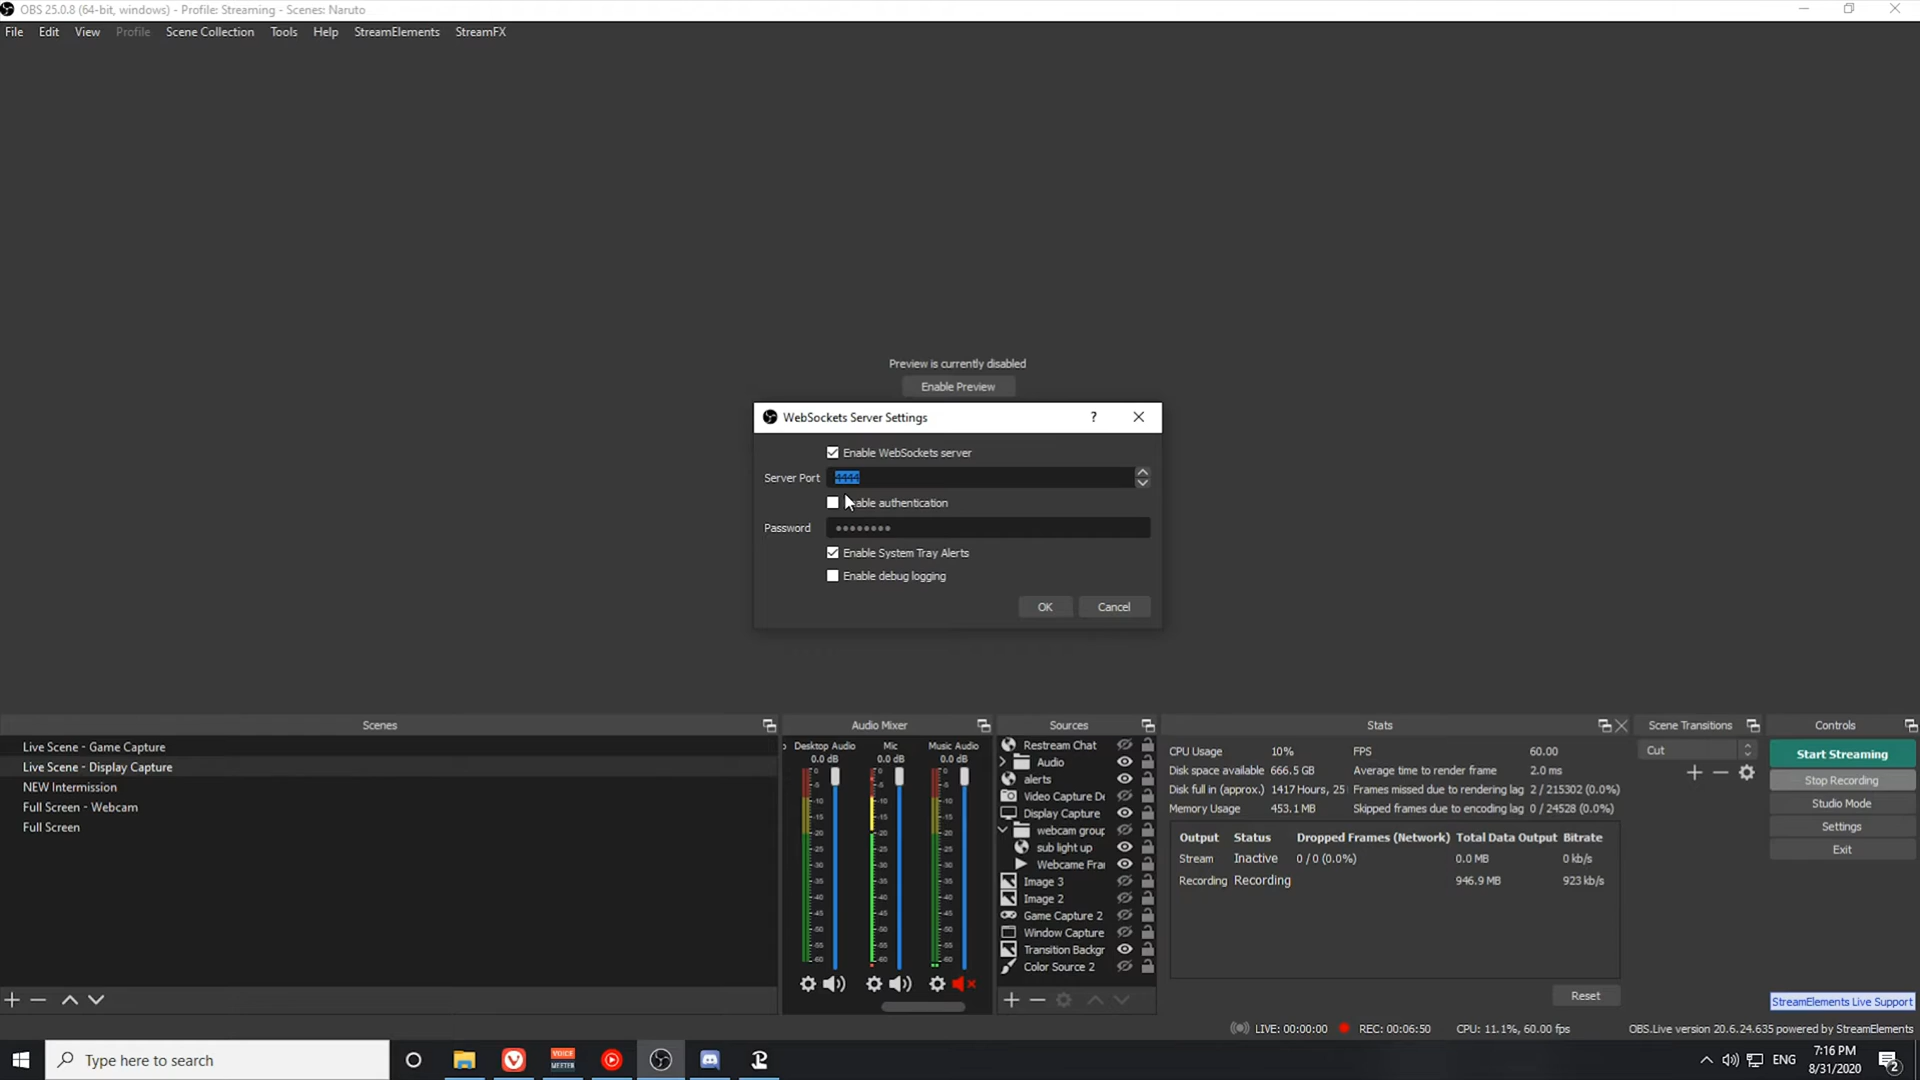 OBS 25.0.8 (64-bit, windows) - Profile: Streaming - Scenes: Naruto
File Edit View Profile Scene Collection Tools Help StreamElements StreamFX
Preview is currently disabled
Enable Preview
WebSockets Server Settings ?
Enable WebSockets server
Server Port 4444
authentication
Password
Enable System Tray Alerts
Enable debug logging
OK Cancel
Scenes
Live Scene - Game Capture
Live Scene - Display Capture
NEW Intermission
Full Screen - Webcam
Full Screen
Audio Mixer
Desktop Audio Mic Music Audio
0.0 dB 0.0 dB 0.0 dB
Sources
Restream Chat
Audio
alerts
Video Capture De
Display Capture
webcam group
sub light up
Webcame Fra
Image 3
Image 2
Game Capture 2
Window Capture
Transition Backgr
Color Source 2
Stats
CPU Usage 10% FPS 60.00
Disk space available 666.5 GB Average time to render frame 2.0 ms
Disk full in (approx.) 1417 Hours, 25 Frames missed due to rendering lag 2 / 215302 (0.0%)
Memory Usage 453.1 MB Skipped frames due to encoding lag 0 / 24528 (0.0%)
Output Status Dropped Frames (Network) Total Data Output Bitrate
Stream Inactive 0 / 0 (0.0%) 0.0 MB 0 kb/s
Recording Recording 946.9 MB 923 kb/s
Reset
Scene Transitions
Cut
Controls
Start Streaming
Stop Recording
Studio Mode
Settings
Exit
StreamElements Live Support
LIVE: 00:00:00 REC: 00:06:50 CPU: 11.1%, 60.00 fps OBS.Live version 20.6.24.635 powered by StreamElements
Type here to search
VOICE
MEETER
ENG
7:16 PM
8/31/2020
2